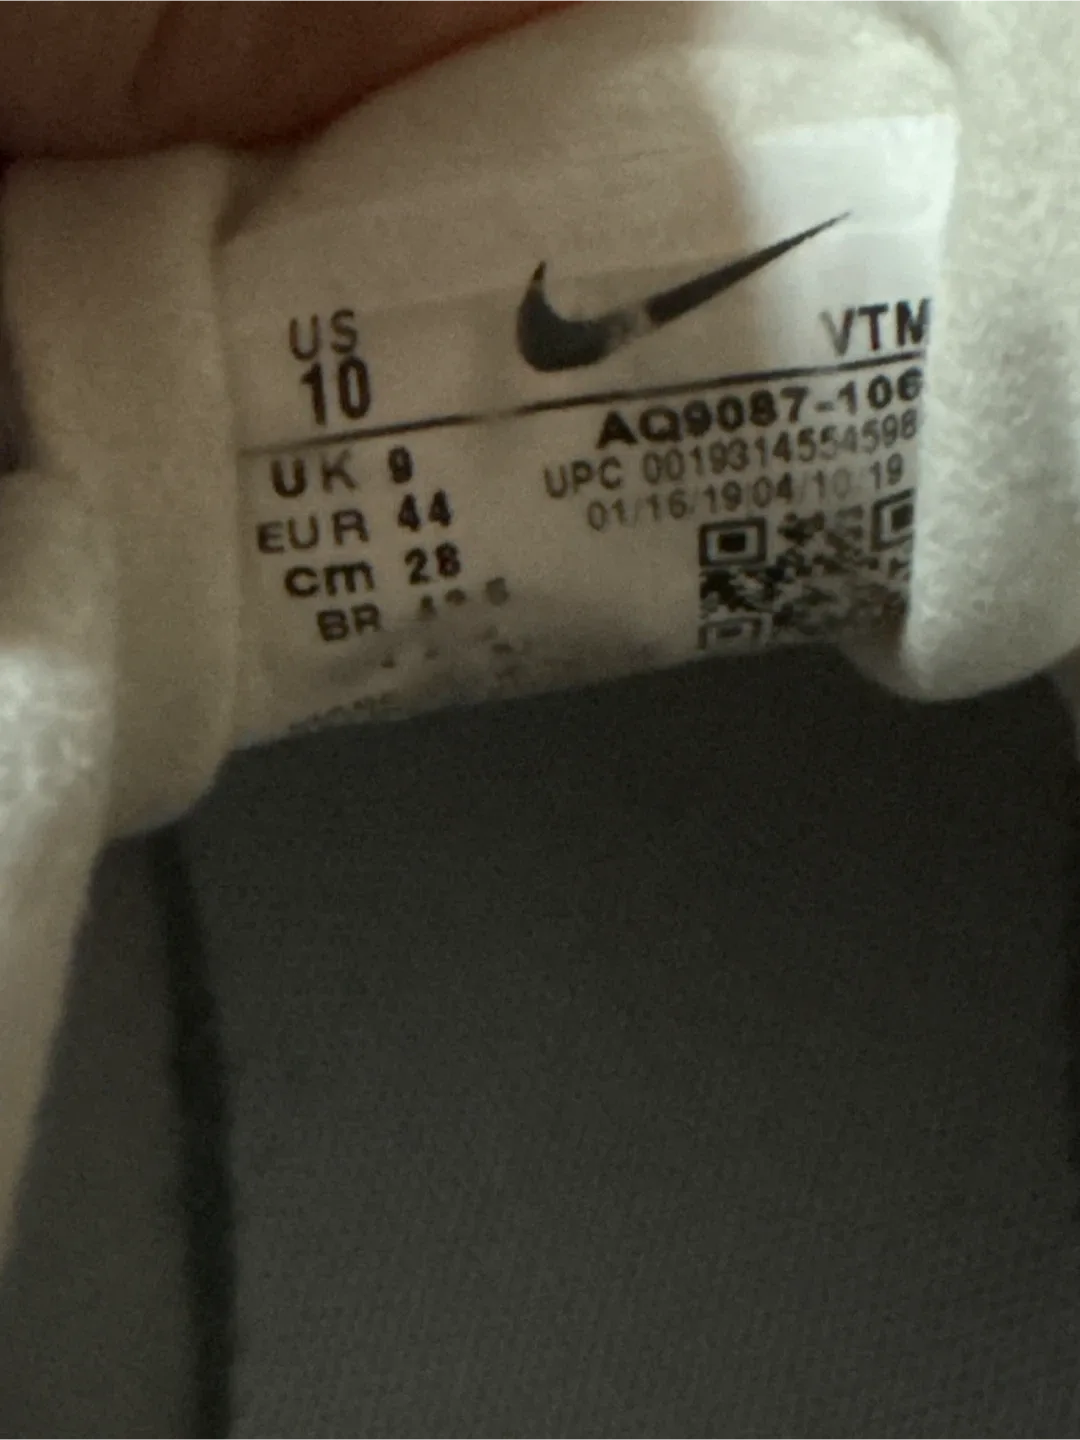 US
10
VTM
UK 9
EUR 44
cm 28
BR
AQ9087-106
UPC 0019314554598
01/16/19 04/10/19